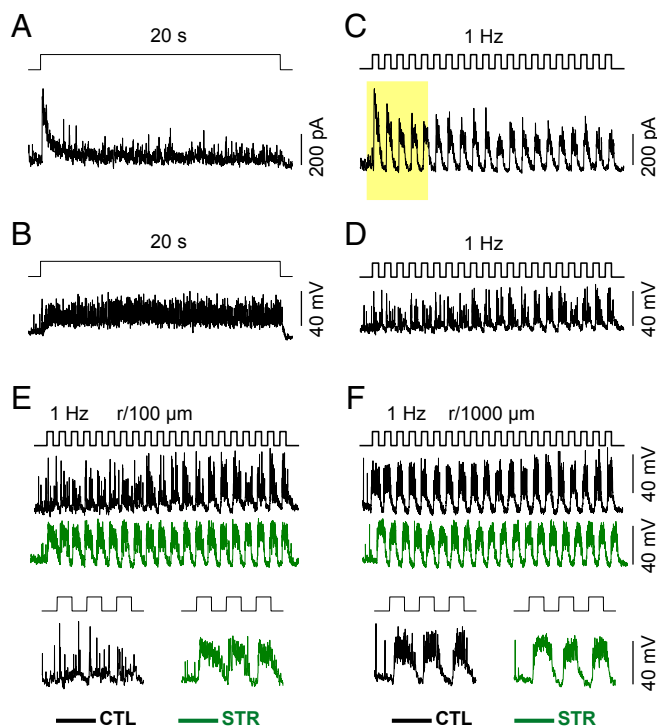 A
20 s
200 pA
B
20 s
40 mV
C
1 Hz
200 pA
D
1 Hz
40 mV
E
1 Hz r/100 µm
F
1 Hz r/1000 µm
40 mV
40 mV
40 mV
CTL STR
CTL STR